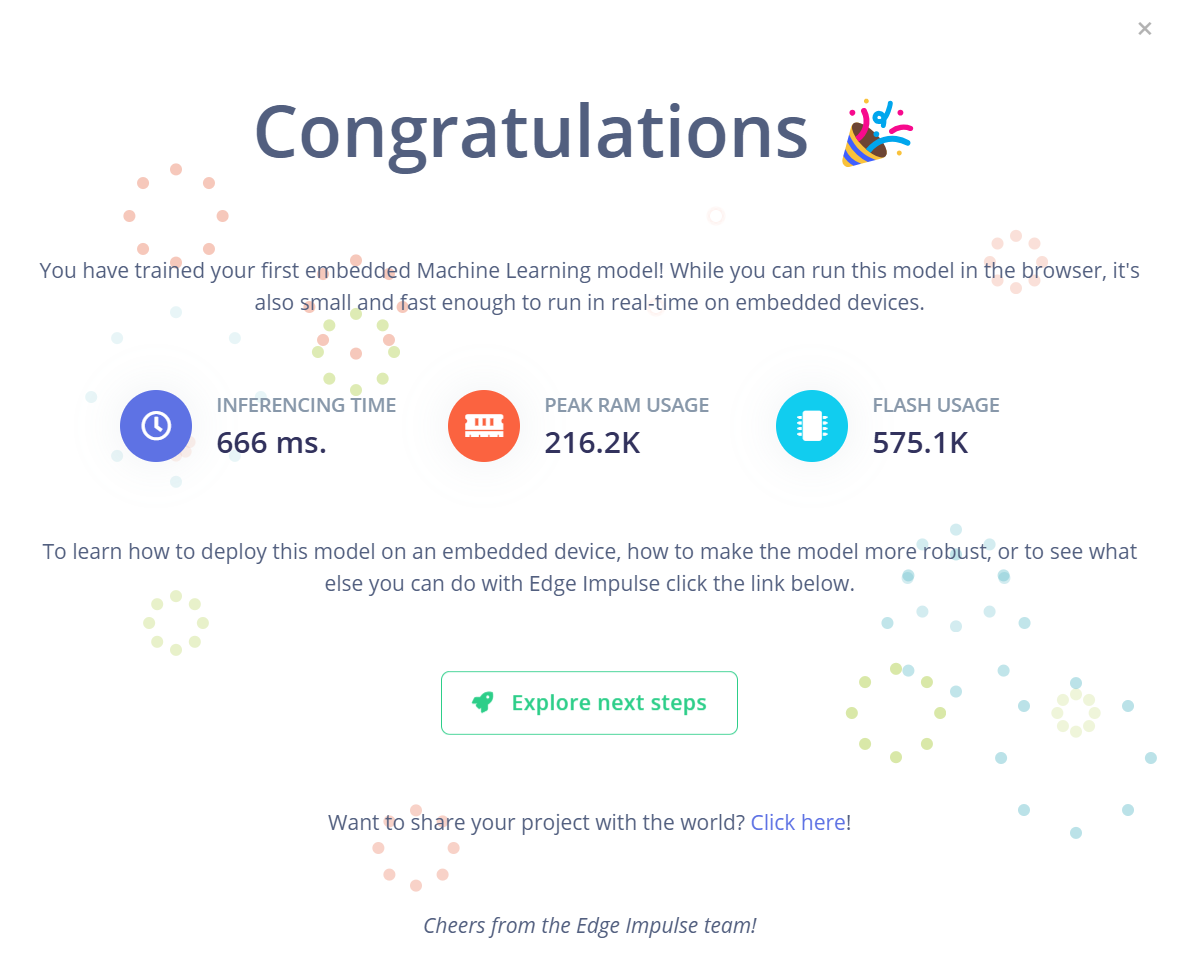 Congratulations
You have trained your first embedded Machine Learning model! While you can run this model in the browser, it's
also small and fast enough to run in real-time on embedded devices.
INFERENCING TIME
666 ms.
PEAK RAM USAGE
216.2K
FLASH USAGE
575.1K
To learn how to deploy this model on an embedded device, how to make the model more robust, or to see what
else you can do with Edge Impulse click the link below.
Explore next steps
Want to share your project with the world? Click here!
Cheers from the Edge Impulse team!